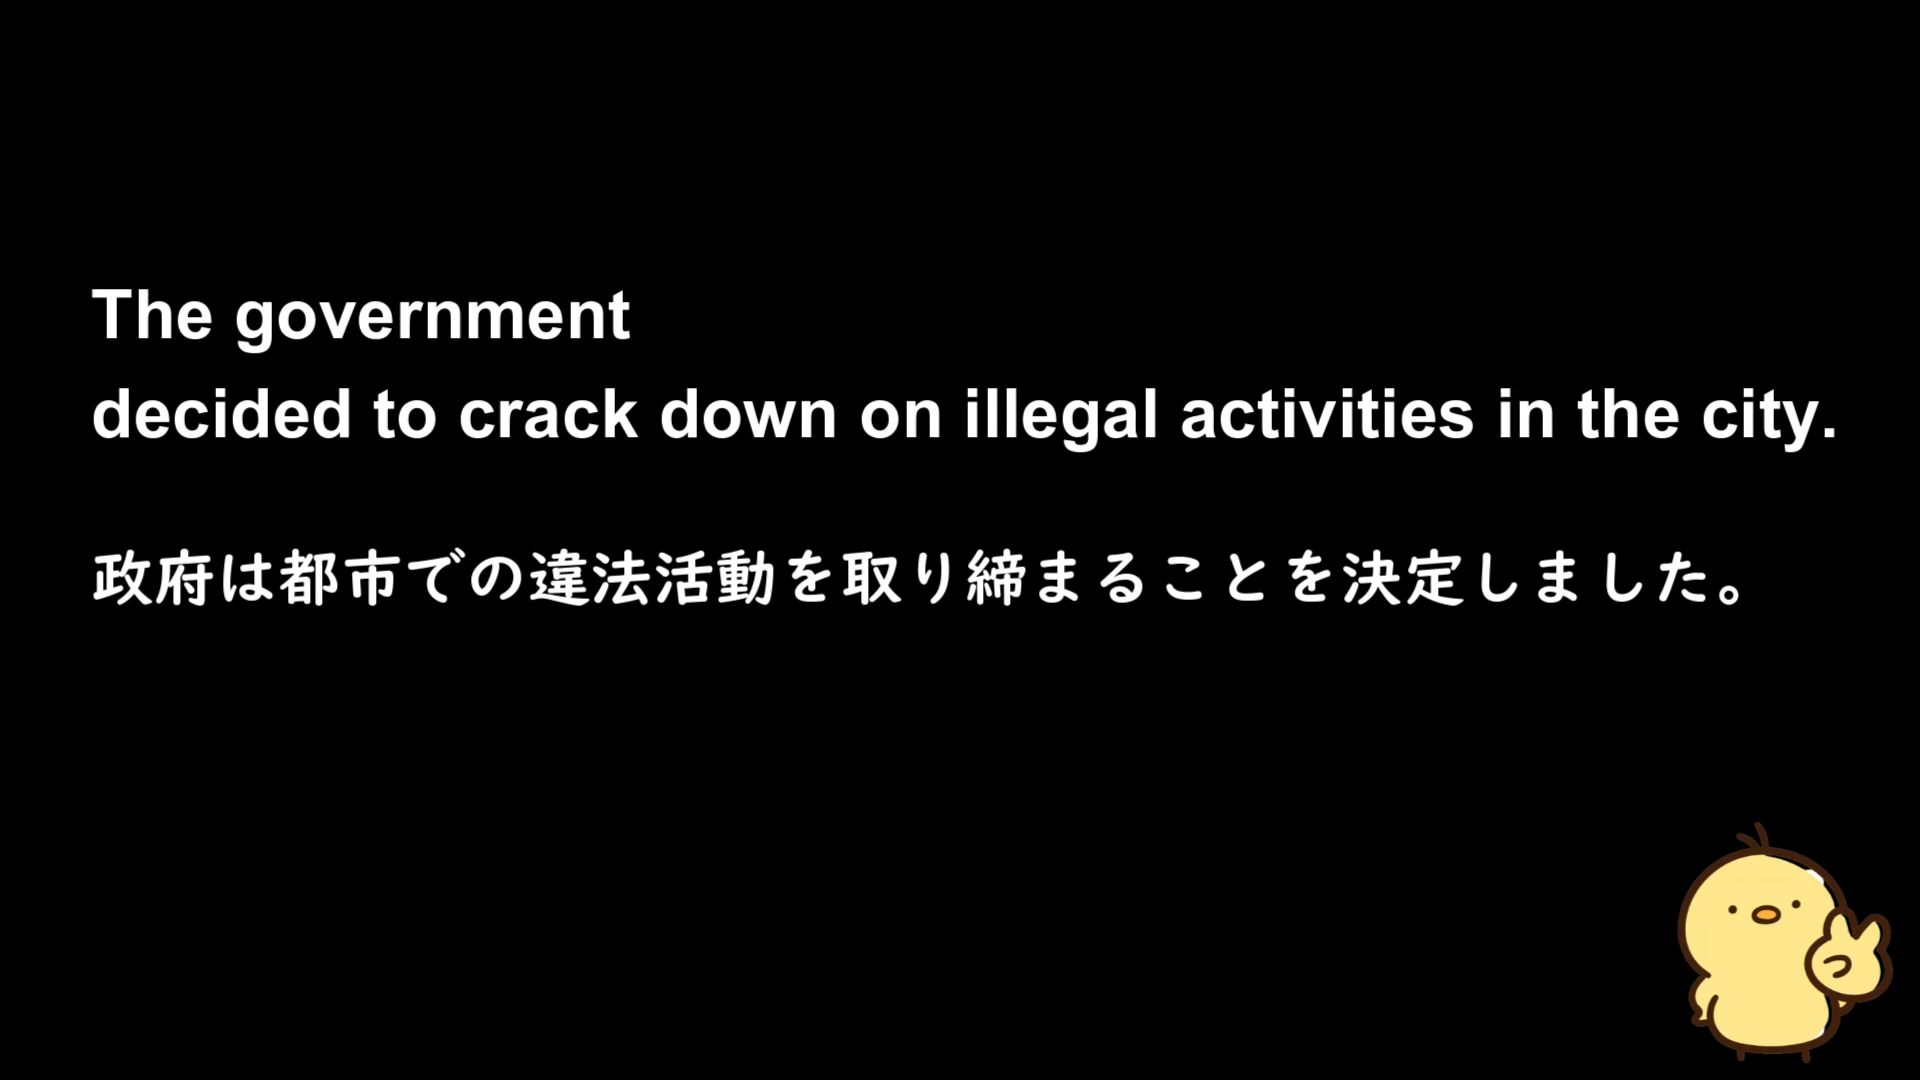 The government
decided to crack down on illegal activities in the city.
政府は都市での違法活動を取り締まることを決定しました。